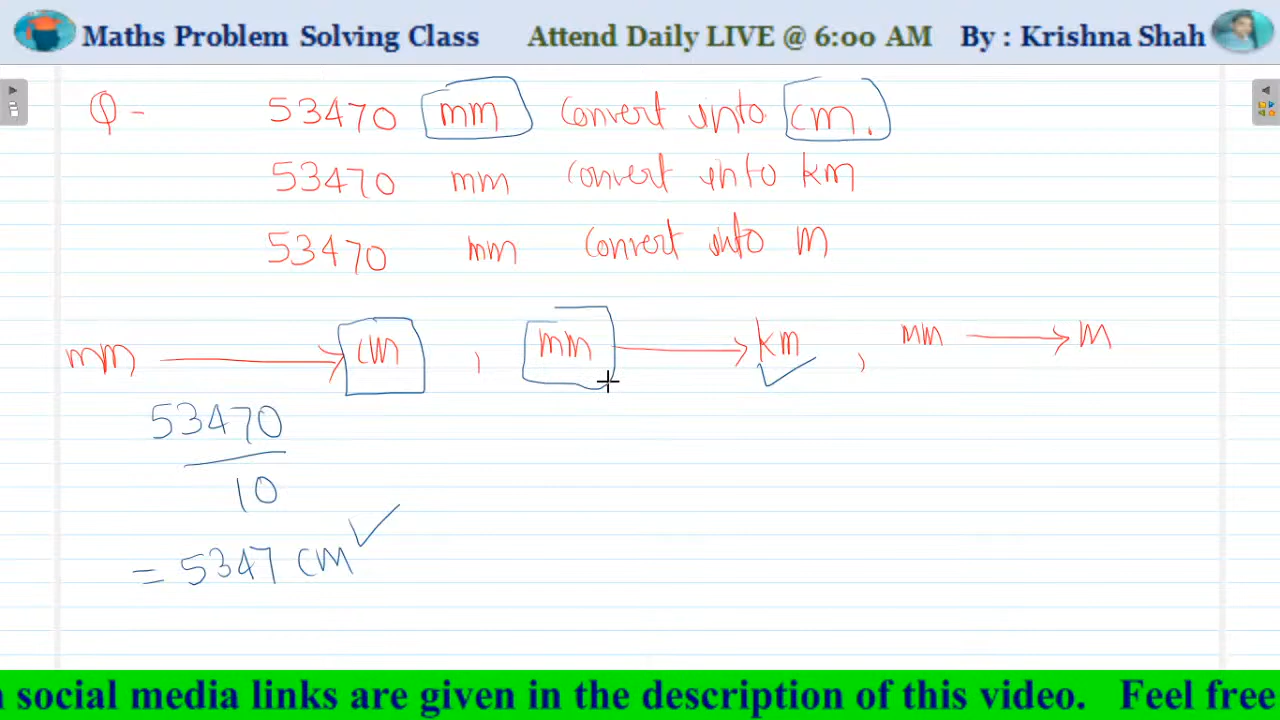 Maths Problem Solving Class Attend Daily LIVE @ 6:00 AM By : Krishna Shah
Q - 53470 mm convert into cm.
53470 mm convert into km
53470 mm convert into m
mm → cm , mm → km , mm → m
53470
10
= 5347 cm
social media links are given in the description of this video. Feel free